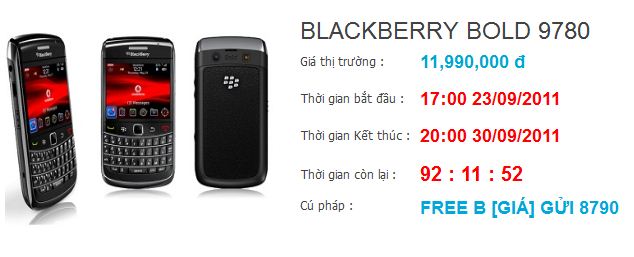 BLACKBERRY BOLD 9780
Giá thị trường : 11,990,000 đ
Thời gian bắt đầu : 17:00 23/09/2011
Thời gian Kết thúc : 20:00 30/09/2011
Thời gian còn lại : 92 : 11 : 52
Cú pháp : FREE B [GIÁ] GỬI 8790